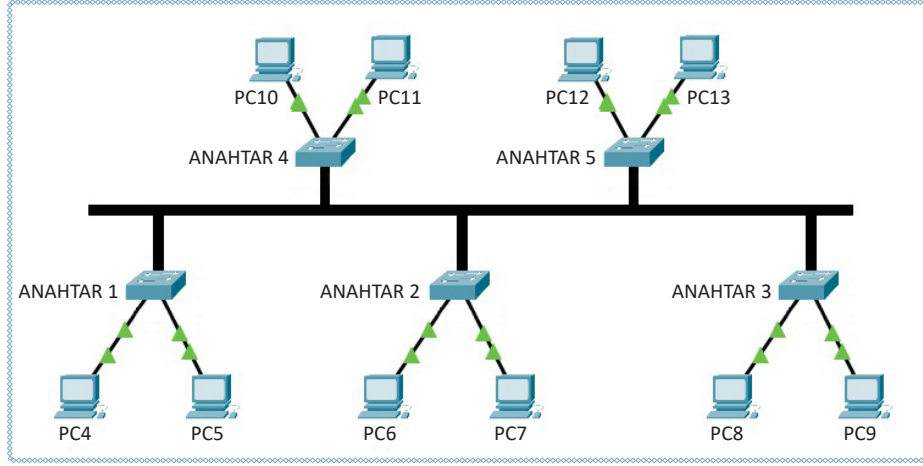 PC10
PC11
PC12
PC13
ANAHTAR 4
ANAHTAR 5
ANAHTAR 1
ANAHTAR 2
ANAHTAR 3
PC4
PC5
PC6
PC7
PC8
PC9